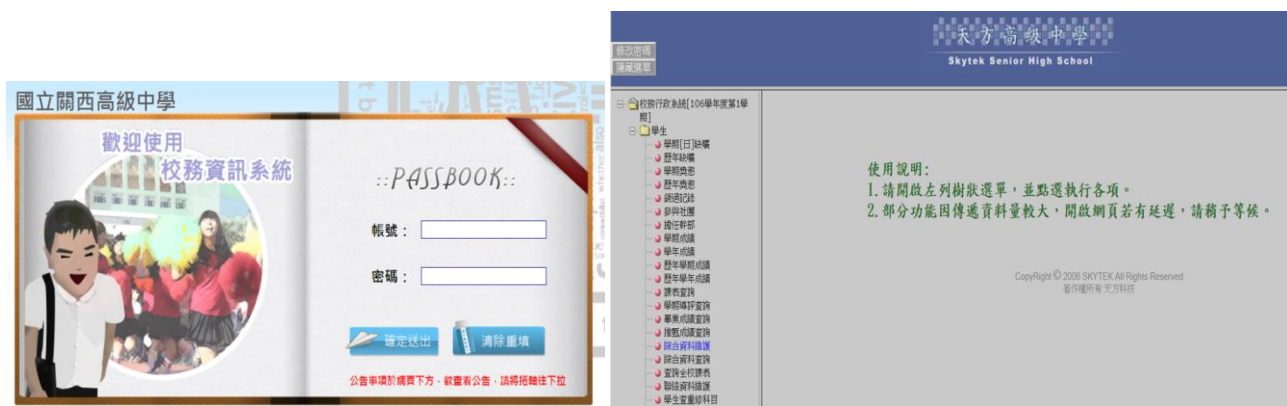 國立關西高級中學
歡迎使用
校務資訊系統
::PASSBOOK::
帳號：
密碼：
確定送出
清除重填
公告事項於網頁下方，欲查看公告，請將捲軸往下拉
天方高級中學
Skytek Senior High School
修改密碼
隱藏選單
校務行政系統[106學年度第1學
期]
學生
學期[日]缺曠
歷年缺曠
學期獎懲
歷年獎懲
銷過記錄
參與社團
擔任幹部
學期成績
學年成績
歷年學期成績
歷年學年成績
課表查詢
學期導評查詢
畢業成績查詢
推甄成績查詢
綜合資料維護
綜合資料查詢
查詢全校課表
聯絡資料維護
學生查重修科目
使用說明:
1.請開啟左列樹狀選單，並點選執行各項。
2.部分功能因傳遞資料量較大，開啟網頁若有延遲，請稍予等候。
CopyRight © 2006 SKYTEK All Rights Reserved
著作權所有 天方科技